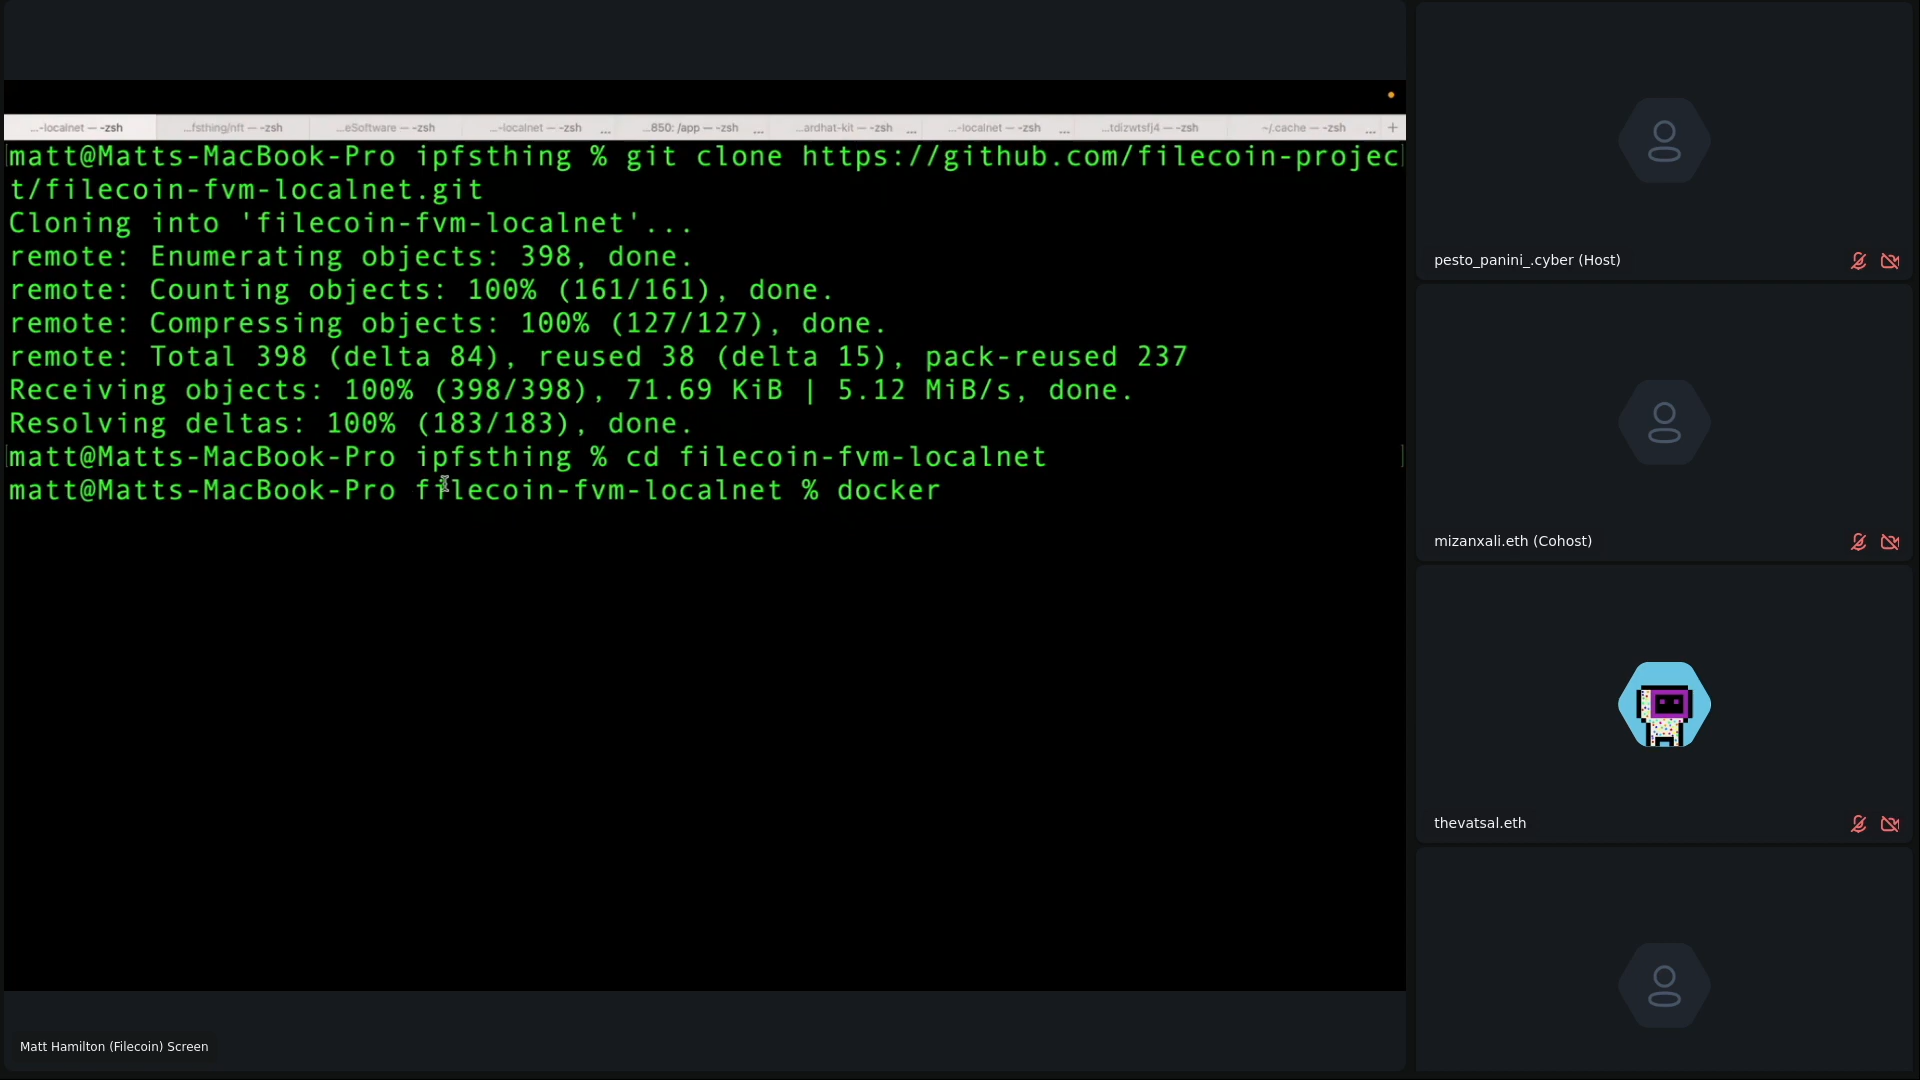 ...-localnet — -zsh ...fsthing/nft — -zsh ...eSoftware — -zsh ...-localnet — -zsh ... ...850: /app — -zsh ... ...ardhat-kit — -zsh ... ...-localnet — -zsh ... ...tdizwtsfj4 — -zsh ~/.cache — -zsh ... +
matt@Matts-MacBook-Pro ipfsthing % git clone https://github.com/filecoin-projec
t/filecoin-fvm-localnet.git
Cloning into 'filecoin-fvm-localnet'...
remote: Enumerating objects: 398, done.
remote: Counting objects: 100% (161/161), done.
remote: Compressing objects: 100% (127/127), done.
remote: Total 398 (delta 84), reused 38 (delta 15), pack-reused 237
Receiving objects: 100% (398/398), 71.69 KiB | 5.12 MiB/s, done.
Resolving deltas: 100% (183/183), done.
matt@Matts-MacBook-Pro ipfsthing % cd filecoin-fvm-localnet
matt@Matts-MacBook-Pro filecoin-fvm-localnet % docker
Matt Hamilton (Filecoin) Screen
pesto_panini_.cyber (Host)
mizanxali.eth (Cohost)
thevatsal.eth